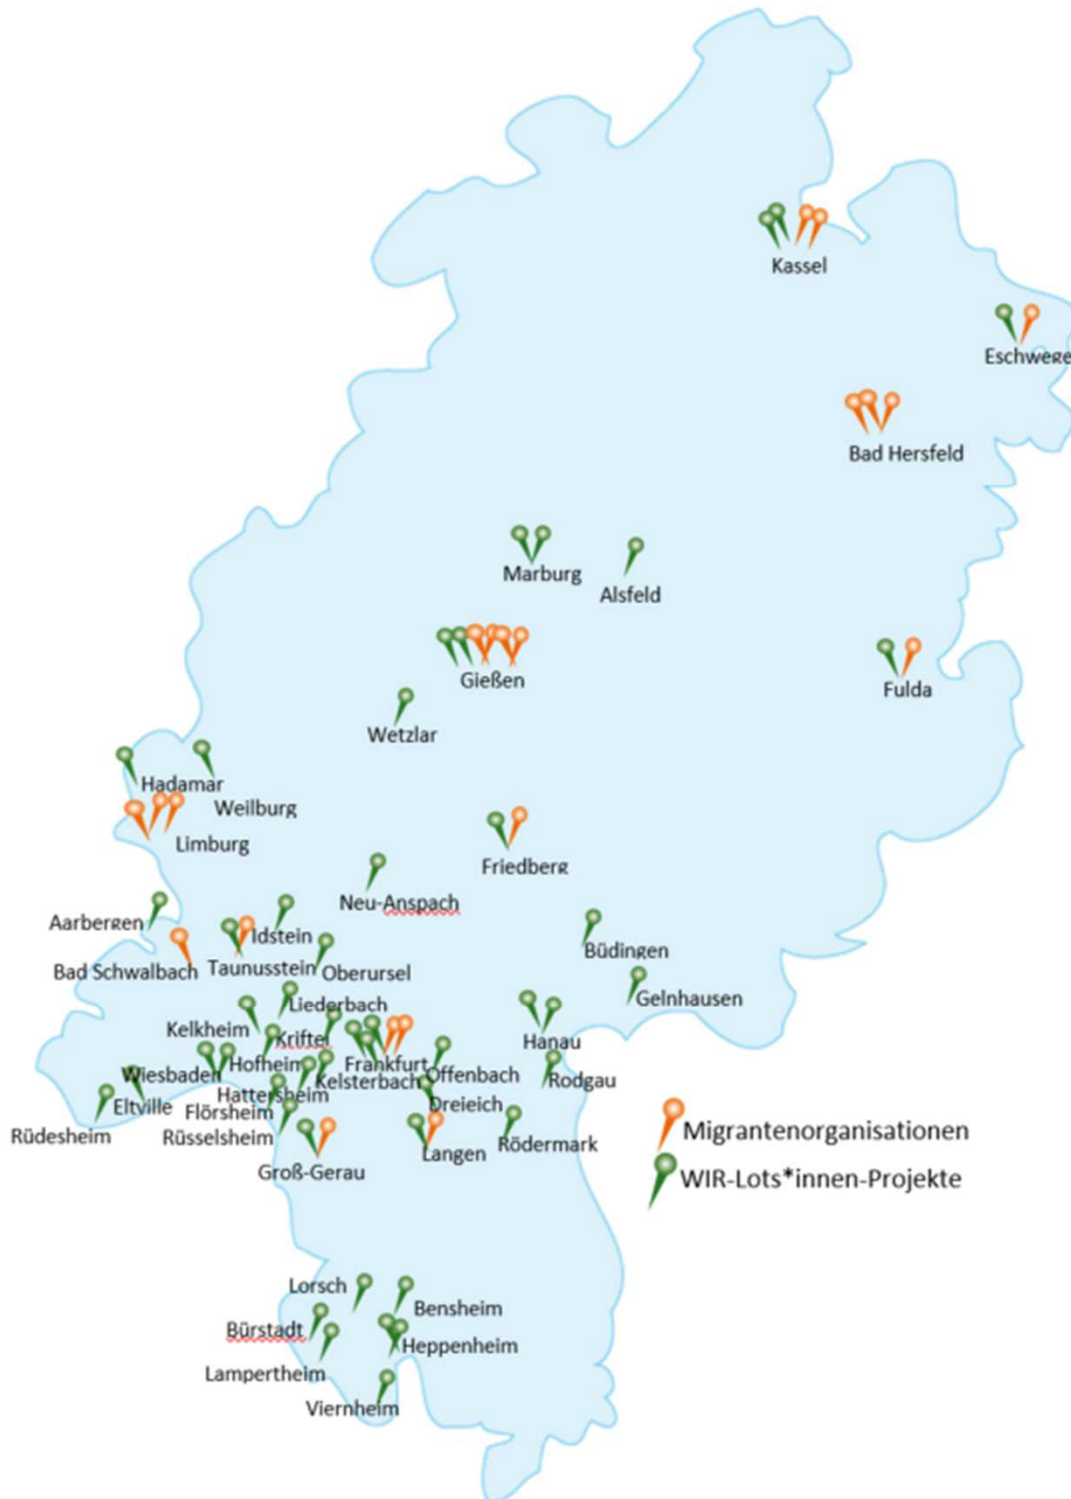 Kassel
Eschwege
Bad Hersfeld
Marburg
Alsfeld
Gießen
Fulda
Wetzlar
Hadamar
Weilburg
Limburg
Friedberg
Neu-Anspach
Aarbergen
Idstein
Büdingen
Bad Schwalbach
Taunusstein
Oberursel
Gelnhausen
Liederbach
Kelkheim
Kriftel
Hanau
Hofheim
Frankfurt
Wiesbaden
Kelsterbach
Offenbach
Rodgau
Hattersheim
Eltville
Flörsheim
Dreieich
Rüdesheim
Rüsselsheim
Rödermark
Langen
Groß-Gerau
Migrantenorganisationen
WIR-Lots*innen-Projekte
Lorsch
Bensheim
Bürstadt
Heppenheim
Lampertheim
Viernheim